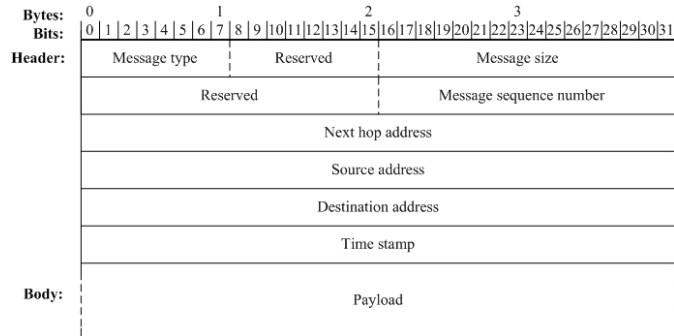 Bytes: 0 1 2 3
Bits: 0 1 2 3 4 5 6 7 8 9 10 11 12 13 14 15 16 17 18 19 20 21 22 23 24 25 26 27 28 29 30 31
Header: Message type Reserved Message size
Reserved Message sequence number
Next hop address
Source address
Destination address
Time stamp
Body: Payload